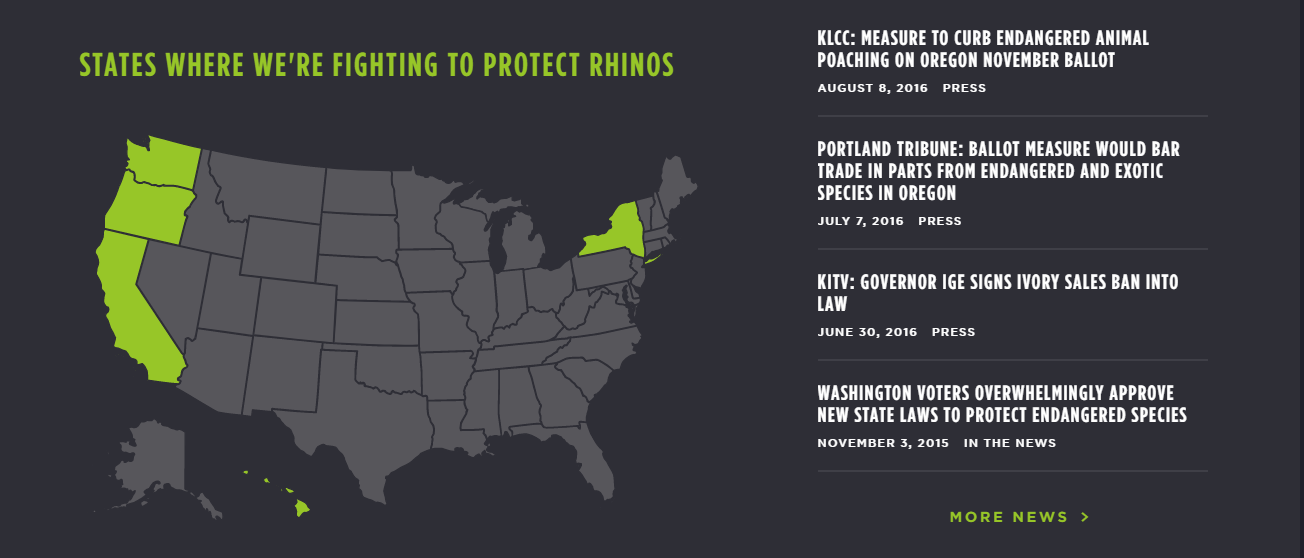 STATES WHERE WE'RE FIGHTING TO PROTECT RHINOS
KLCC: MEASURE TO CURB ENDANGERED ANIMAL
POACHING ON OREGON NOVEMBER BALLOT
AUGUST 8, 2016 PRESS
PORTLAND TRIBUNE: BALLOT MEASURE WOULD BAR
TRADE IN PARTS FROM ENDANGERED AND EXOTIC
SPECIES IN OREGON
JULY 7, 2016 PRESS
KITV: GOVERNOR IGE SIGNS IVORY SALES BAN INTO
LAW
JUNE 30, 2016 PRESS
WASHINGTON VOTERS OVERWHELMINGLY APPROVE
NEW STATE LAWS TO PROTECT ENDANGERED SPECIES
NOVEMBER 3, 2015 IN THE NEWS
MORE NEWS >